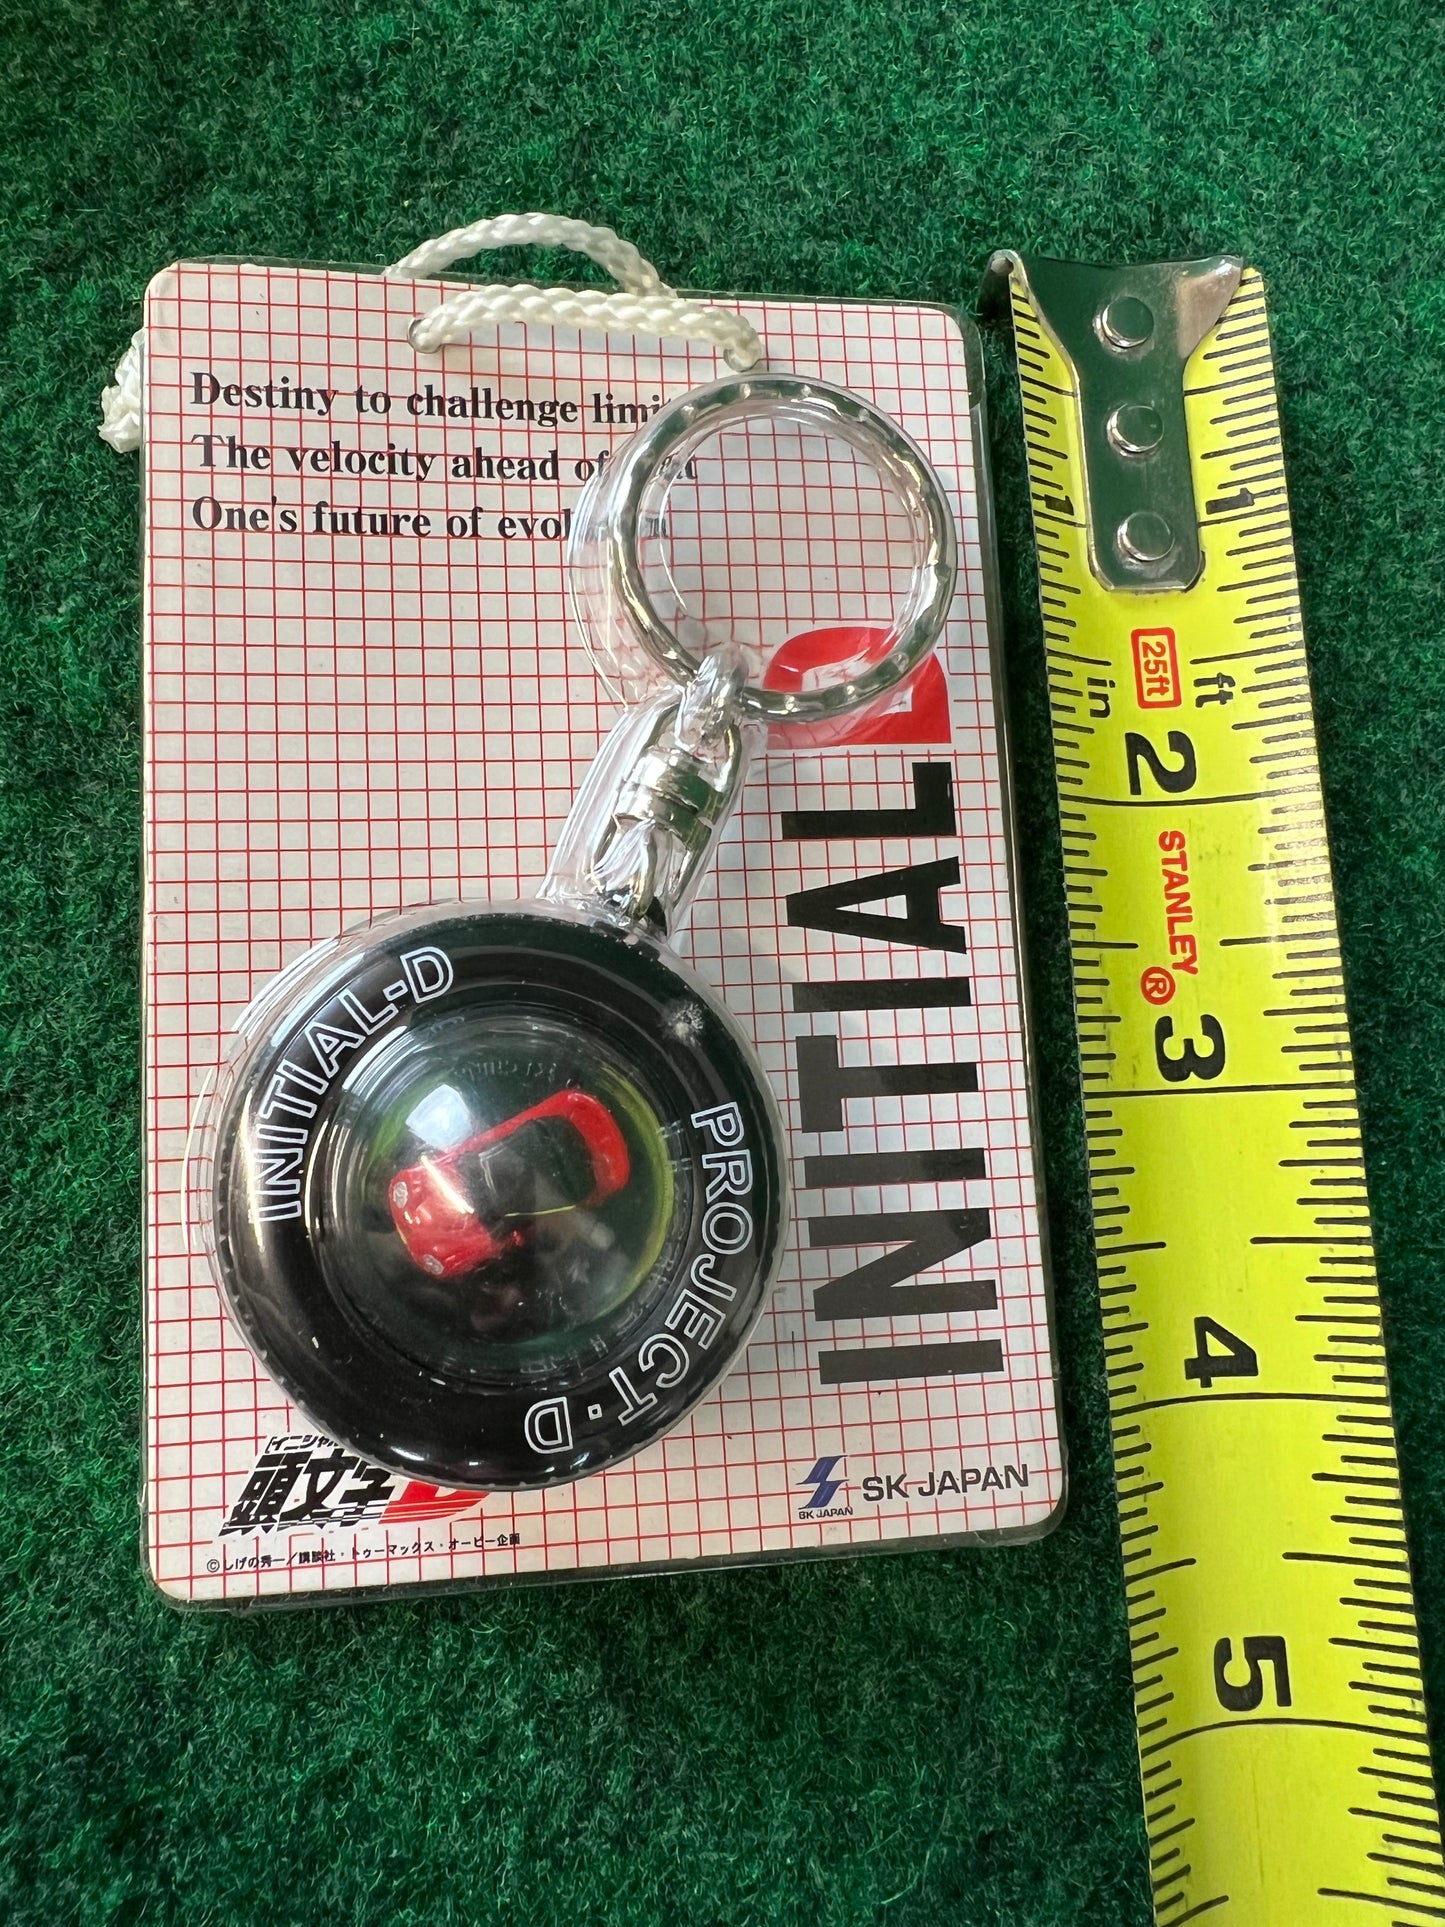 Destiny to challenge
The velocity ahead of
One's future of
INITIAL D
INITIAL-D
PROJECT·D
頭文字D
©しげの秀一/講談社・トゥーマックス・オービー企画
SK JAPAN
SK JAPAN
1
1
25ft
in
ft
2
STANLEY®
3
4
5